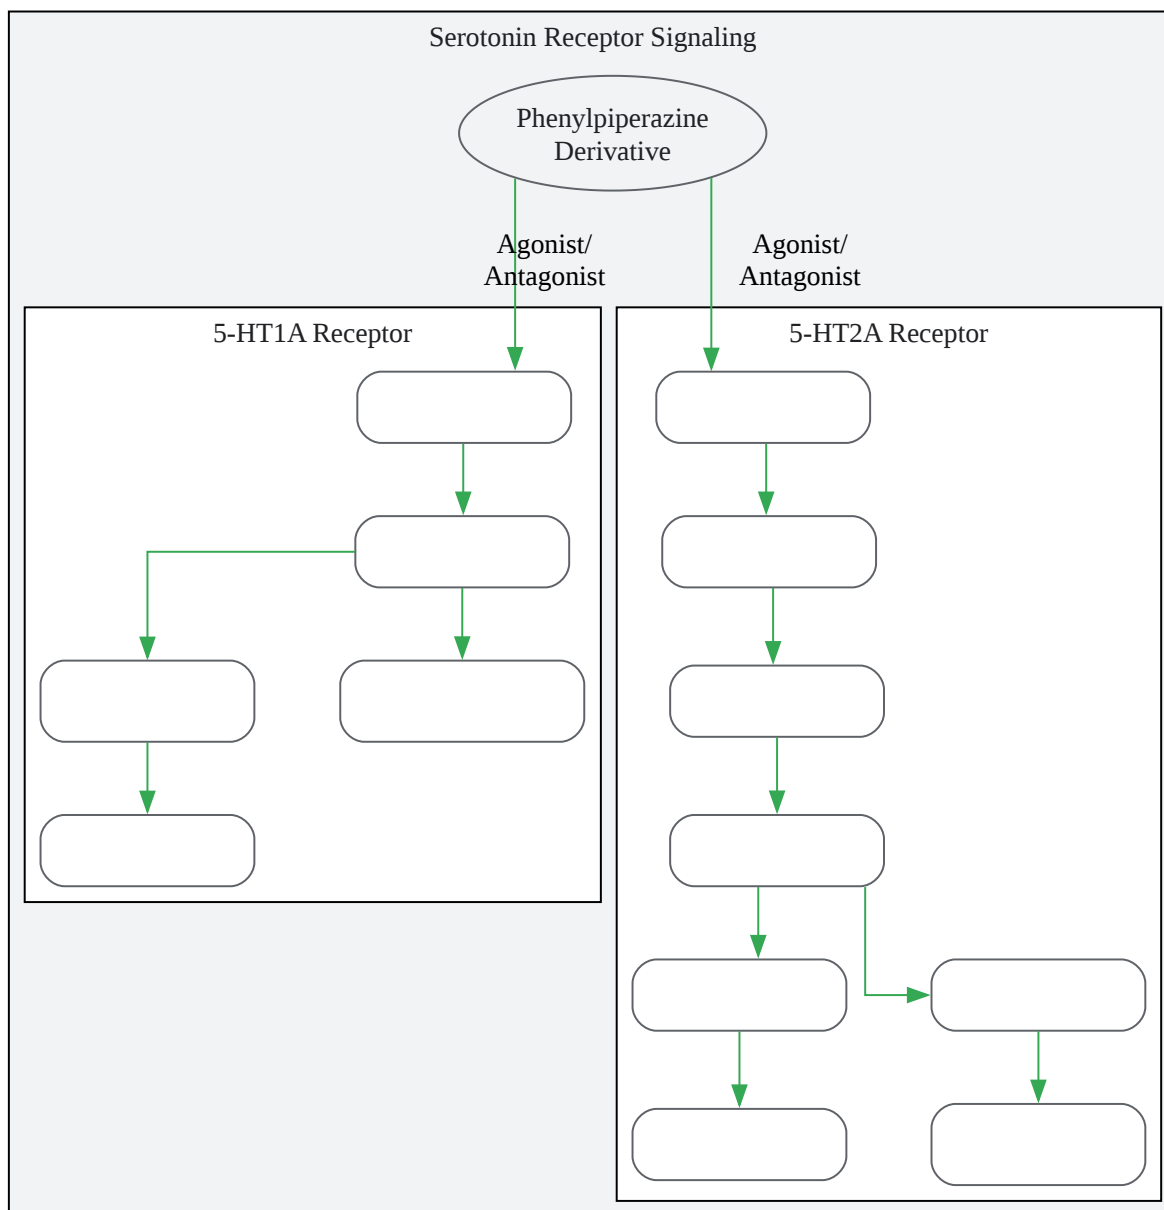 Serotonin Receptor Signaling
Phenylpiperazine
Derivative
Agonist/
Antagonist
Agonist/
Antagonist
5-HT1A Receptor
5-HT2A Receptor